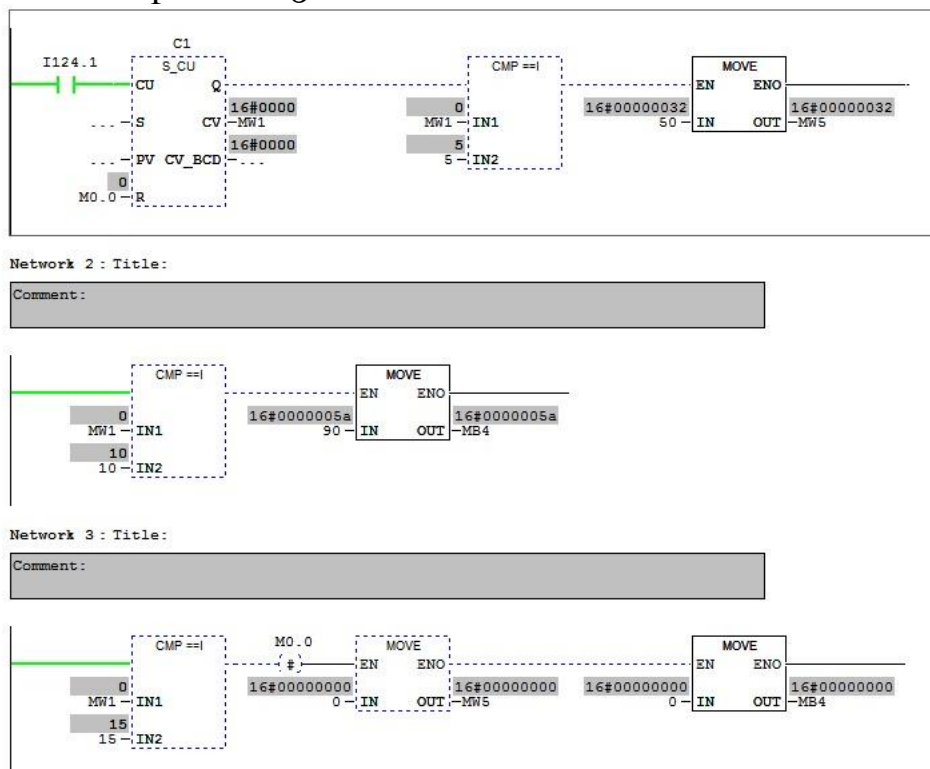 C1
I124.1 S_CU CMP ==I MOVE
CU Q EN ENO
16#0000 0 16#00000032 16#00000032
... S CV MW1 MW1 IN1 50 IN OUT MW5
16#0000 5
... PV CV_BCD ... 5 IN2
0
M0.0 R
Network 2 : Title:
Comment:
CMP ==I MOVE
EN ENO
0 16#0000005a 16#0000005a
MW1 IN1 90 IN OUT MB4
10
10 IN2
Network 3 : Title:
Comment:
CMP ==I M0.0 MOVE MOVE
# EN ENO EN ENO
0 16#00000000 16#00000000 16#00000000 16#00000000
MW1 IN1 0 IN OUT MW5 0 IN OUT MB4
15
15 IN2